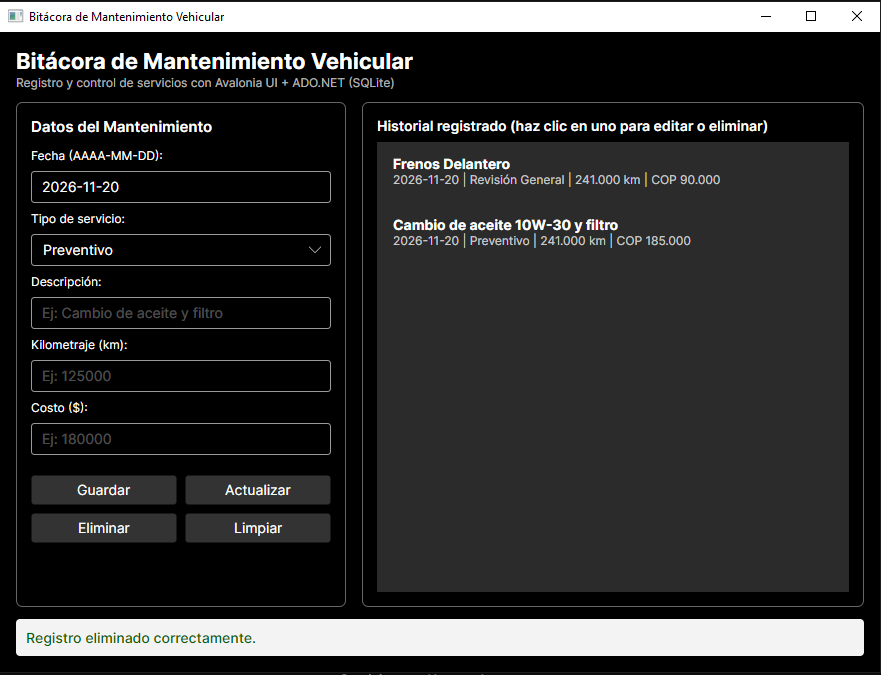 Bitácora de Mantenimiento Vehicular
Bitácora de Mantenimiento Vehicular
Registro y control de servicios con Avalonia UI + ADO.NET (SQLite)
Datos del Mantenimiento
Fecha (AAAA-MM-DD):
2026-11-20
Tipo de servicio:
Preventivo
Descripción:
Ej: Cambio de aceite y filtro
Kilometraje (km):
Ej: 125000
Costo ($):
Ej: 180000
Guardar
Actualizar
Eliminar
Limpiar
Historial registrado (haz clic en uno para editar o eliminar)
Frenos Delantero
2026-11-20 | Revisión General | 241.000 km | COP 90.000
Cambio de aceite 10W-30 y filtro
2026-11-20 | Preventivo | 241.000 km | COP 185.000
Registro eliminado correctamente.